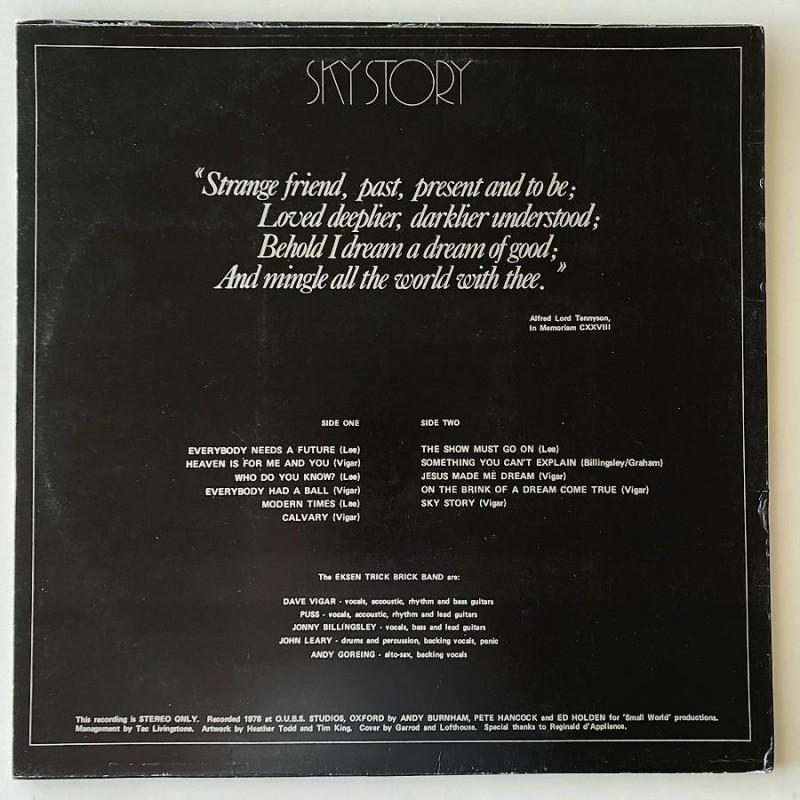 SKY STORY
“Strange friend, past, present and to be;
Loved deeplier, darklier understood;
Behold I dream a dream of good;
And mingle all the world with thee.”
Alfred Lord Tennyson,
In Memoriam CXXVIII
SIDE ONE
EVERYBODY NEEDS A FUTURE (Lee)
HEAVEN IS FOR ME AND YOU (Vigar)
WHO DO YOU KNOW? (Lee)
EVERYBODY HAD A BALL (Vigar)
MODERN TIMES (Lee)
CALVARY (Vigar)
SIDE TWO
THE SHOW MUST GO ON (Lee)
SOMETHING YOU CAN'T EXPLAIN (Billingsley/Graham)
JESUS MADE ME DREAM (Vigar)
ON THE BRINK OF A DREAM COME TRUE (Vigar)
SKY STORY (Vigar)
The EKSEN TRICK BRICK BAND are:
DAVE VIGAR - vocals, accoustic, rhythm and bass guitars
PUSS - vocals, accoustic, rhythm and lead guitars
JONNY BILLINGSLEY - vocals, bass and lead guitars
JOHN LEARY - drums and percussion, backing vocals, panic
ANDY GOREING - alto-sax, backing vocals
This recording is STEREO ONLY. Recorded 1978 at O.U.B.S. STUDIOS, OXFORD by ANDY BURNHAM, PETE HANCOCK and ED HOLDEN for 'Small World' productions.
Management by Tac Livingstone. Artwork by Heather Todd and Tim King. Cover by Garrod and Lofthouse. Special thanks to Reginald d'Appliance.